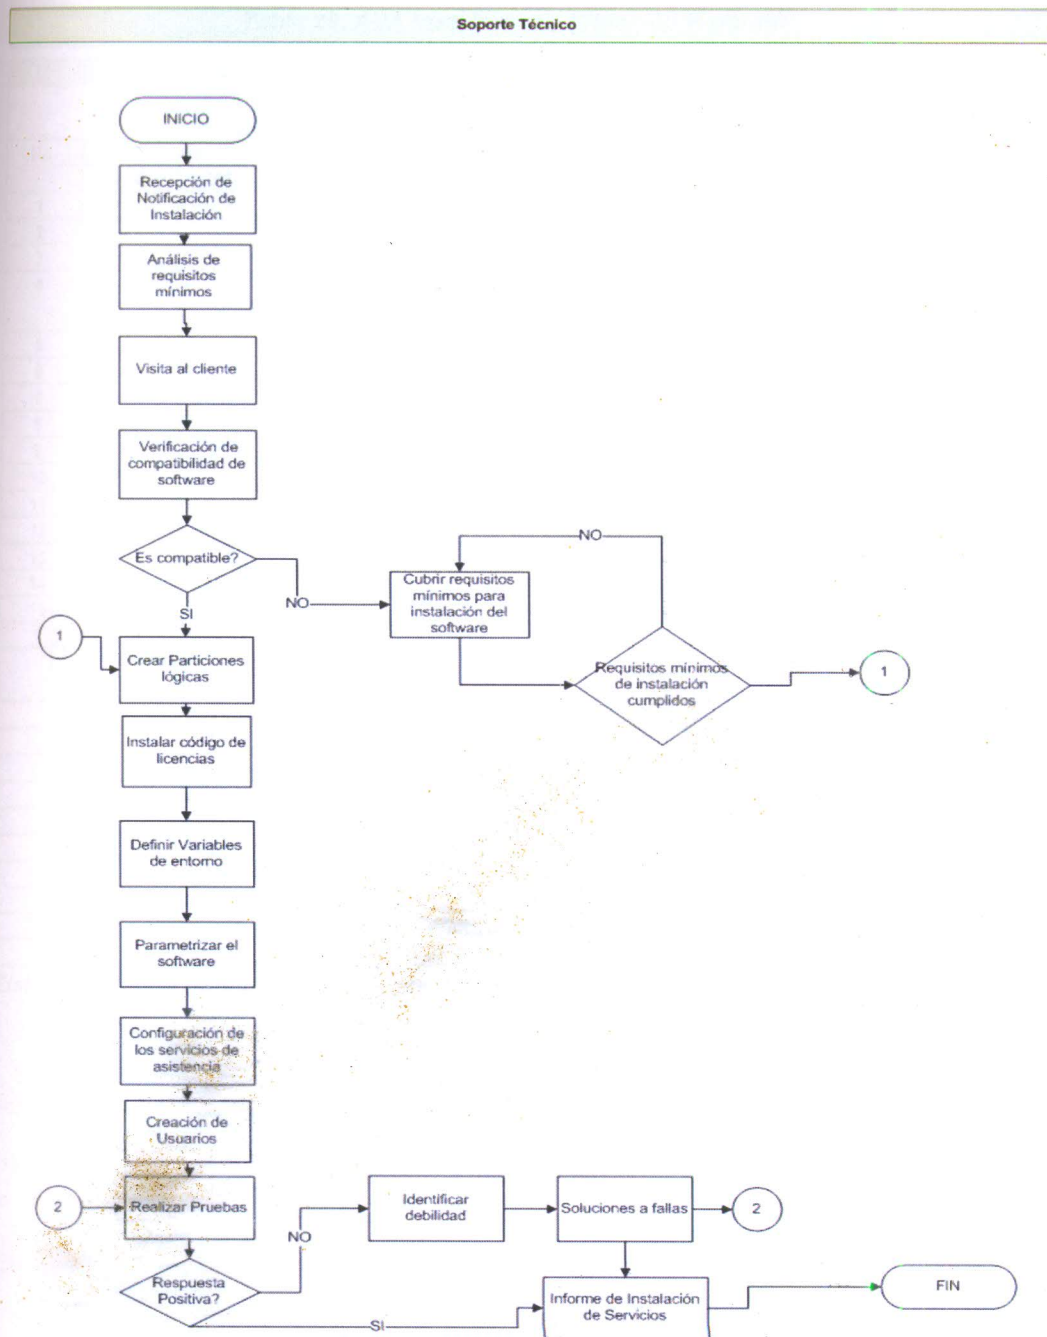 Soporte Técnico
INICIO
Recepción de
Notificación de
Instalación
Análisis de
requisitos
mínimos
Visita al cliente
Verificación de
compatibilidad de
software
Es compatible?
NO
SI
NO
Cubrir requisitos
mínimos para
instalación del
software
Requisitos mínimos
de instalación
cumplidos
1
1
Crear Particiones
lógicas
Instalar código de
licencias
Definir Variables
de entorno
Parametrizar el
software
Configuración de
los servicios de
asistencia
Creación de
Usuarios
2
Realizar Pruebas
Identificar
debilidad
Soluciones a fallas
2
NO
Respuesta
Positiva?
SI
Informe de Instalación
de Servicios
FIN